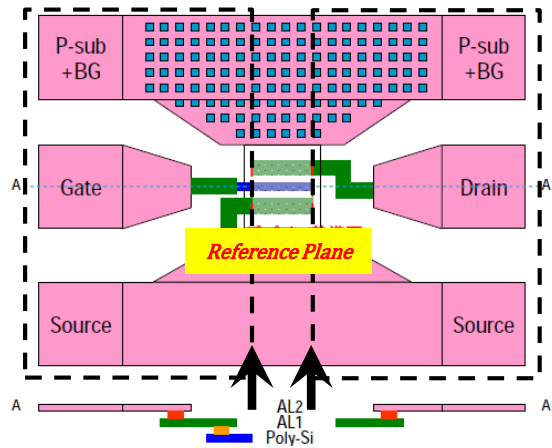 P-sub
+BG
P-sub
+BG
A
Gate
Drain
A
Reference Plane
Source
Source
A
AL2
AL1
Poly-Si
A